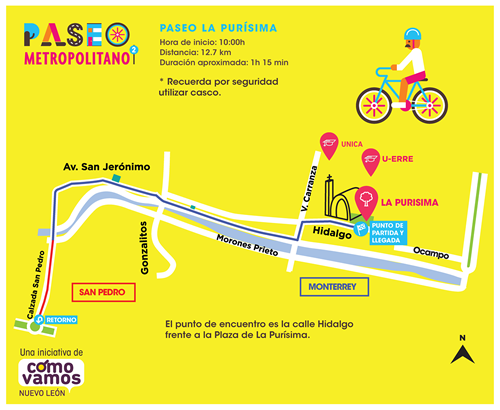 PASEO
METROPOLITANO
2
PASEO LA PURÍSIMA
Hora de inicio: 10:00h
Distancia: 12.7 km
Duración aproximada: 1h 15 min
* Recuerda por seguridad
utilizar casco.
UNICA
U-ERRE
Av. San Jerónimo
V. Carranza
LA PURISIMA
Hidalgo
PUNTO DE
PARTIDA Y
LLEGADA
Gonzalitos
Morones Prieto
Ocampo
Calzada San Pedro
SAN PEDRO
MONTERREY
RETORNO
El punto de encuentro es la calle Hidalgo
frente a la Plaza de La Purísima.
N
Una iniciativa de
cómo
vamos
NUEVO LEÓN